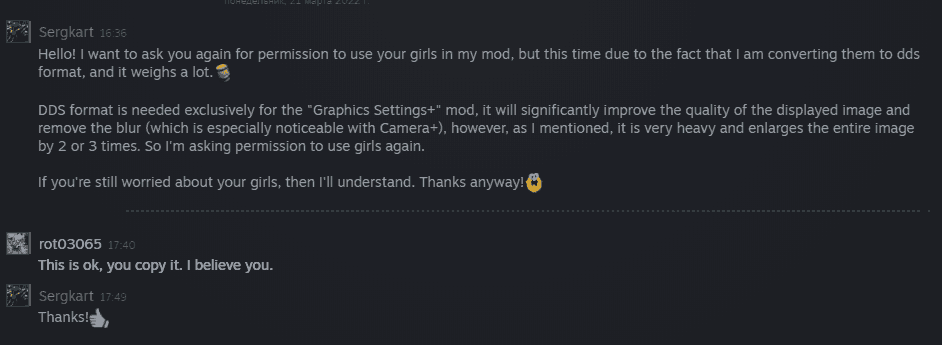 понедельник, 21 марта 2022 г.
Sergkart 16:36
Hello! I want to ask you again for permission to use your girls in my mod, but this time due to the fact that I am converting them to dds
format, and it weighs a lot.
DDS format is needed exclusively for the "Graphics Settings+" mod, it will significantly improve the quality of the displayed image and
remove the blur (which is especially noticeable with Camera+), however, as I mentioned, it is very heavy and enlarges the entire image
by 2 or 3 times. So I'm asking permission to use girls again.
If you're still worried about your girls, then I'll understand. Thanks anyway!
rot03065 17:40
This is ok, you copy it. I believe you.
Sergkart 17:49
Thanks!